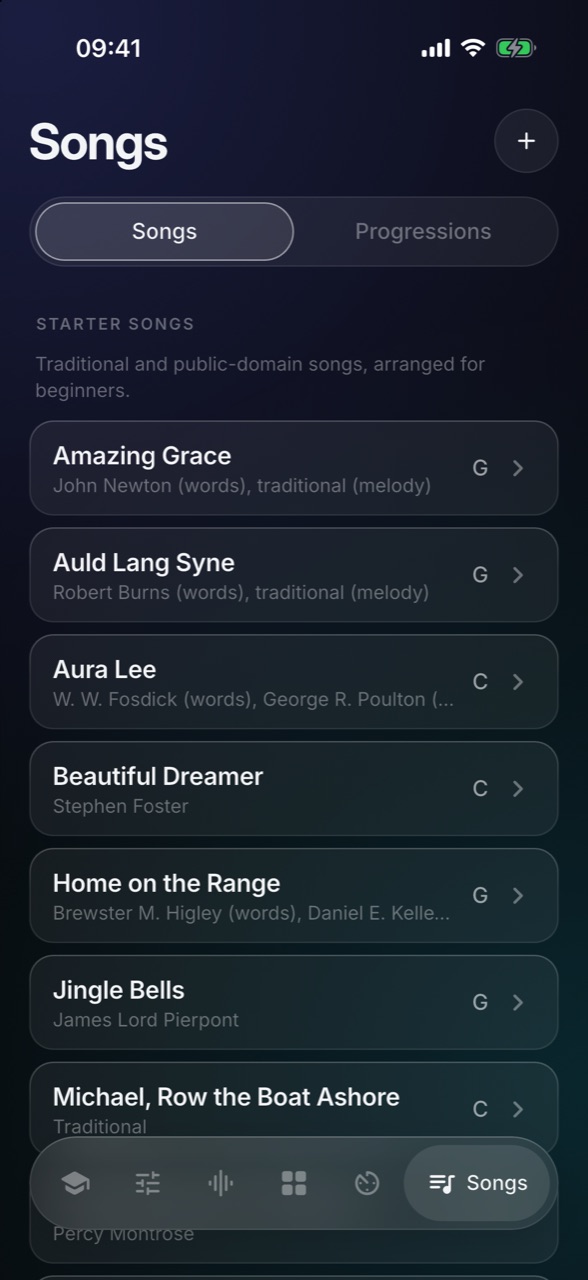 09:41
Songs
+
Songs
Progressions
STARTER SONGS
Traditional and public-domain songs, arranged for
beginners.
Amazing Grace
John Newton (words), traditional (melody)
G
Auld Lang Syne
Robert Burns (words), traditional (melody)
G
Aura Lee
W. W. Fosdick (words), George R. Poulton (...
C
Beautiful Dreamer
Stephen Foster
C
Home on the Range
Brewster M. Higley (words), Daniel E. Kelle...
G
Jingle Bells
James Lord Pierpont
G
Michael, Row the Boat Ashore
Traditional
C
Songs
Percy Montrose